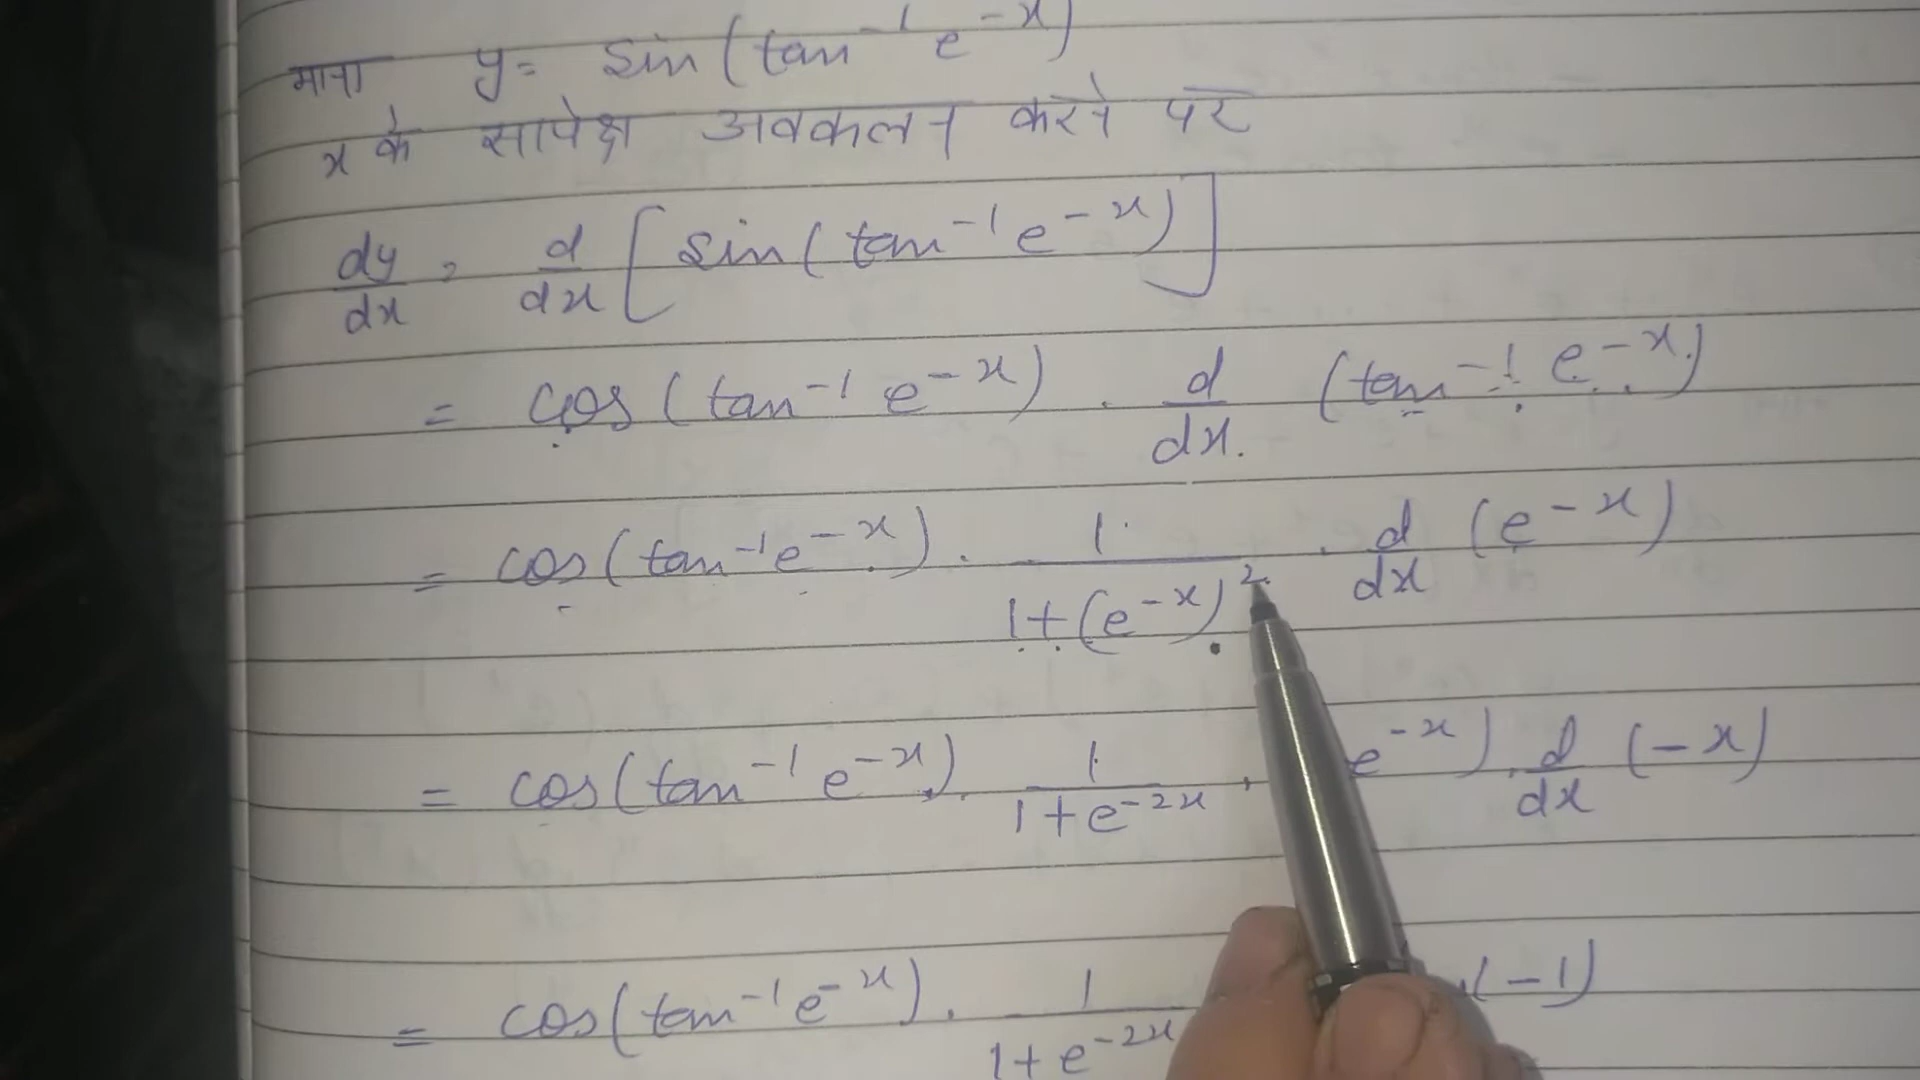 माना y = sin(tan⁻¹ e⁻ˣ)
x के सापेक्ष अवकलन करने पर
dy/dx = d/dx [sin(tan⁻¹ e⁻ˣ)]
= cos(tan⁻¹ e⁻ˣ) . d/dx (tan⁻¹ e⁻ˣ)
= cos(tan⁻¹ e⁻ˣ) . 1/(1+(e⁻ˣ)²) . d/dx (e⁻ˣ)
= cos(tan⁻¹ e⁻ˣ) . 1/(1+e⁻²ˣ) . e⁻ˣ) . d/dx (-x)
= cos(tan⁻¹ e⁻ˣ) . 1/(1+e⁻²ˣ) .(-1)